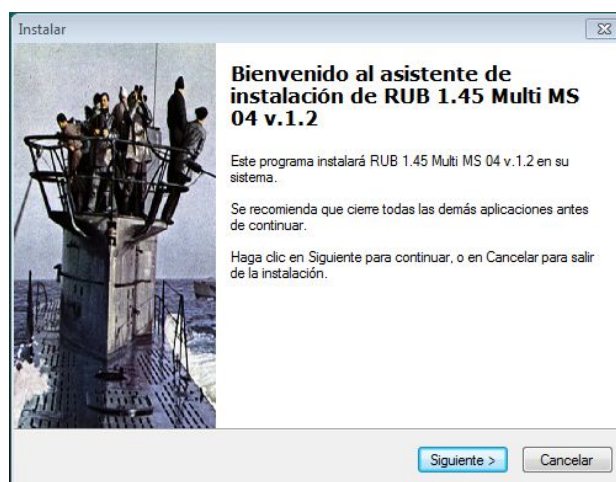 Instalar
Bienvenido al asistente de
instalación de RUB 1.45 Multi MS
04 v.1.2
Este programa instalará RUB 1.45 Multi MS 04 v.1.2 en su
sistema.
Se recomienda que cierre todas las demás aplicaciones antes
de continuar.
Haga clic en Siguiente para continuar, o en Cancelar para salir
de la instalación.
Siguiente >
Cancelar